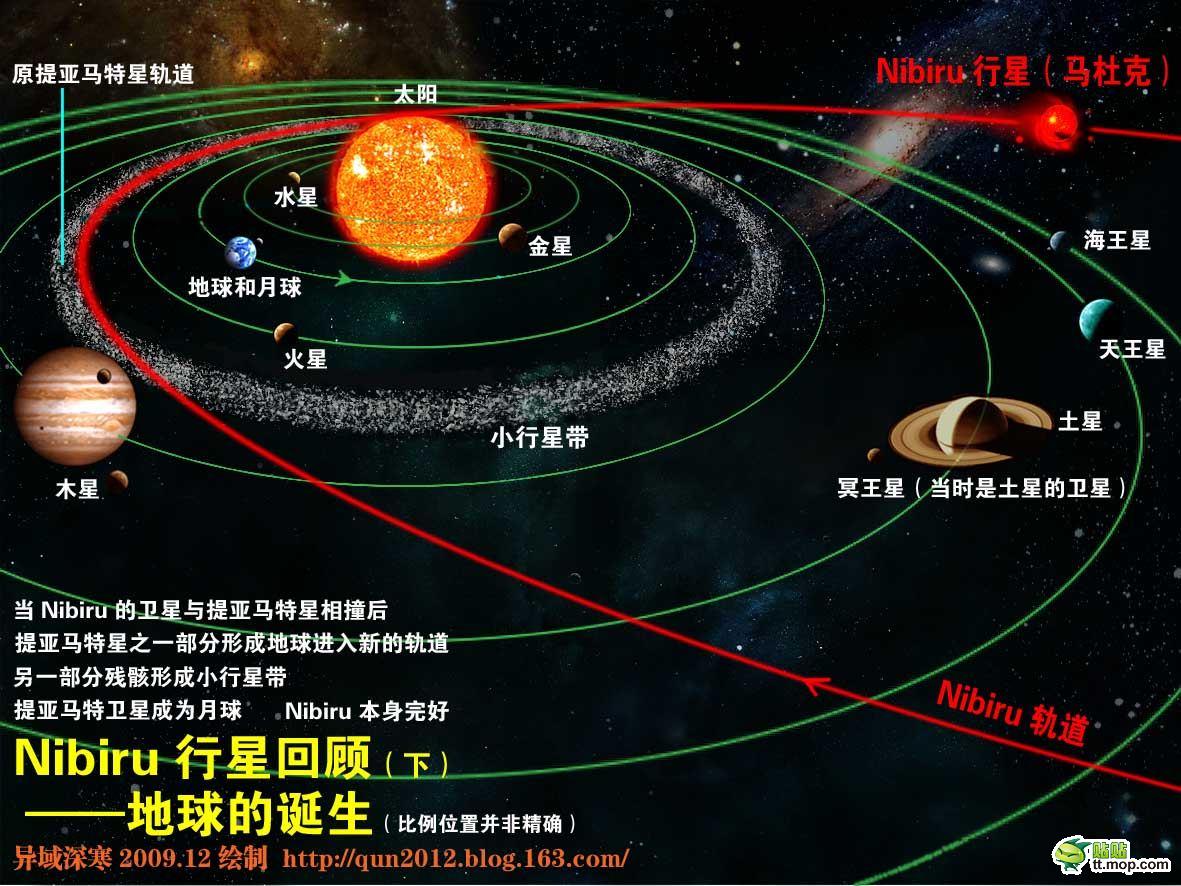 原提亚马特星轨道
太阳
Nibiru 行星（马杜克）
水星
金星
海王星
地球和月球
火星
天王星
土星
小行星带
木星
冥王星（当时是土星的卫星）
当 Nibiru 的卫星与提亚马特星相撞后
提亚马特星之一部分形成地球进入新的轨道
另一部分残骸形成小行星带
提亚马特卫星成为月球 Nibiru 本身完好
Nibiru 轨道
Nibiru 行星回顾（下）
——地球的诞生（比例位置并非精确）
异域深寒 2009.12 绘制 http://qun2012.blog.163.com/
贴贴
tt.mop.com